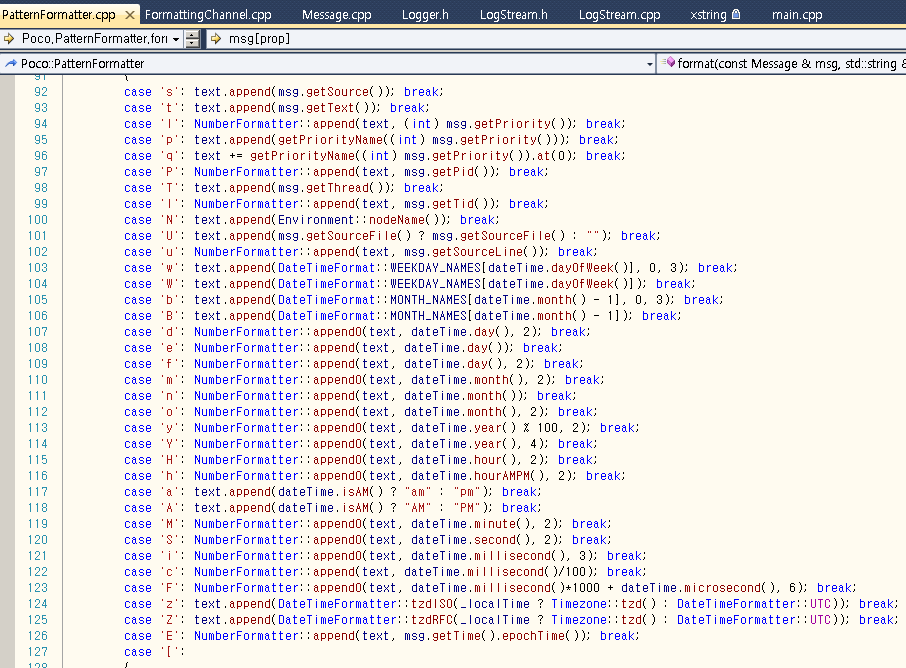 PatternFormatter.cpp FormattingChannel.cpp Message.cpp Logger.h LogStream.h LogStream.cpp xstring main.cpp
Poco.PatternFormatter.for msg[prop]
Poco::PatternFormatter format(const Message & msg, std::string &
91 {
92 case 's': text.append(msg.getSource()); break;
93 case 't': text.append(msg.getText()); break;
94 case 'l': NumberFormatter::append(text, (int) msg.getPriority()); break;
95 case 'p': text.append(getPriorityName((int) msg.getPriority())); break;
96 case 'q': text += getPriorityName((int) msg.getPriority()).at(0); break;
97 case 'P': NumberFormatter::append(text, msg.getPid()); break;
98 case 'T': text.append(msg.getThread()); break;
99 case 'I': NumberFormatter::append(text, msg.getTid()); break;
100 case 'N': text.append(Environment::nodeName()); break;
101 case 'U': text.append(msg.getSourceFile() ? msg.getSourceFile() : ""); break;
102 case 'u': NumberFormatter::append(text, msg.getSourceLine()); break;
103 case 'w': text.append(DateTimeFormat::WEEKDAY_NAMES[dateTime.dayOfWeek()], 0, 3); break;
104 case 'W': text.append(DateTimeFormat::WEEKDAY_NAMES[dateTime.dayOfWeek()]); break;
105 case 'b': text.append(DateTimeFormat::MONTH_NAMES[dateTime.month() - 1], 0, 3); break;
106 case 'B': text.append(DateTimeFormat::MONTH_NAMES[dateTime.month() - 1]); break;
107 case 'd': NumberFormatter::append0(text, dateTime.day(), 2); break;
108 case 'e': NumberFormatter::append(text, dateTime.day()); break;
109 case 'f': NumberFormatter::append(text, dateTime.day(), 2); break;
110 case 'm': NumberFormatter::append0(text, dateTime.month(), 2); break;
111 case 'n': NumberFormatter::append(text, dateTime.month()); break;
112 case 'o': NumberFormatter::append(text, dateTime.month(), 2); break;
113 case 'y': NumberFormatter::append0(text, dateTime.year() % 100, 2); break;
114 case 'Y': NumberFormatter::append0(text, dateTime.year(), 4); break;
115 case 'H': NumberFormatter::append0(text, dateTime.hour(), 2); break;
116 case 'h': NumberFormatter::append0(text, dateTime.hourAMPM(), 2); break;
117 case 'a': text.append(dateTime.isAM() ? "am" : "pm"); break;
118 case 'A': text.append(dateTime.isAM() ? "AM" : "PM"); break;
119 case 'M': NumberFormatter::append0(text, dateTime.minute(), 2); break;
120 case 'S': NumberFormatter::append0(text, dateTime.second(), 2); break;
121 case 'i': NumberFormatter::append0(text, dateTime.millisecond(), 3); break;
122 case 'c': NumberFormatter::append(text, dateTime.millisecond()/100); break;
123 case 'F': NumberFormatter::append0(text, dateTime.millisecond()*1000 + dateTime.microsecond(), 6); break;
124 case 'z': text.append(DateTimeFormatter::tzdISO(_localTime ? Timezone::tzd() : DateTimeFormatter::UTC)); break;
125 case 'Z': text.append(DateTimeFormatter::tzdRFC(_localTime ? Timezone::tzd() : DateTimeFormatter::UTC)); break;
126 case 'E': NumberFormatter::append(text, msg.getTime().epochTime()); break;
127 case '[':
128 {